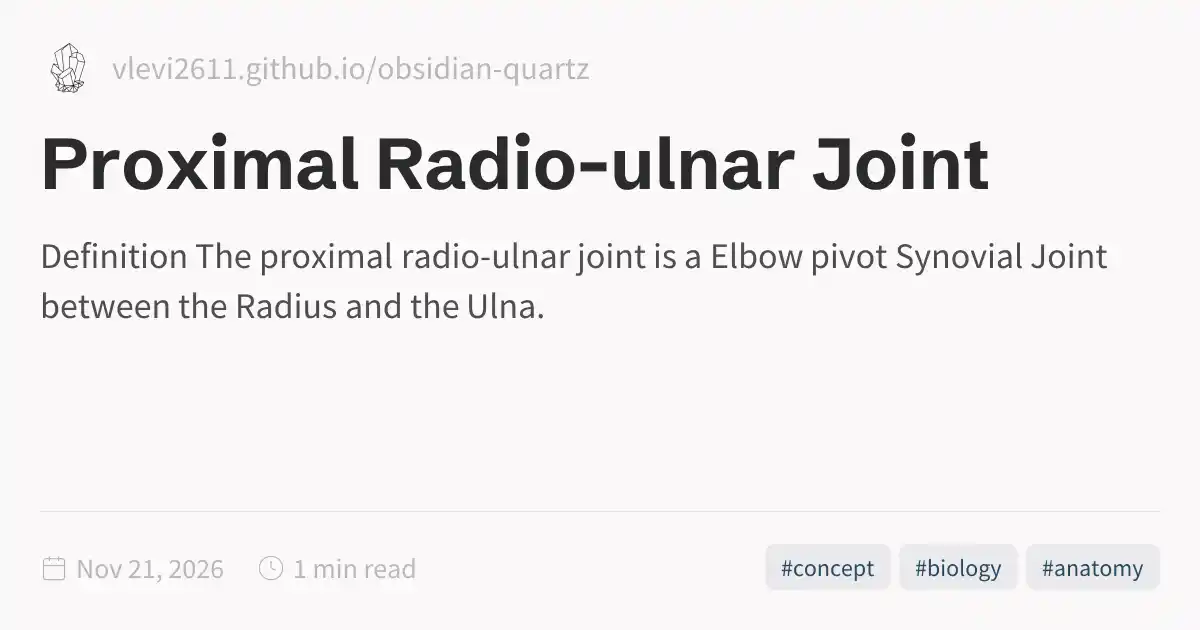 vlevi2611.github.io/obsidian-quartz
Proximal Radio-ulnar Joint
Definition The proximal radio-ulnar joint is a Elbow pivot Synovial Joint
between the Radius and the Ulna.
Nov 21, 2026 1 min read #concept #biology #anatomy